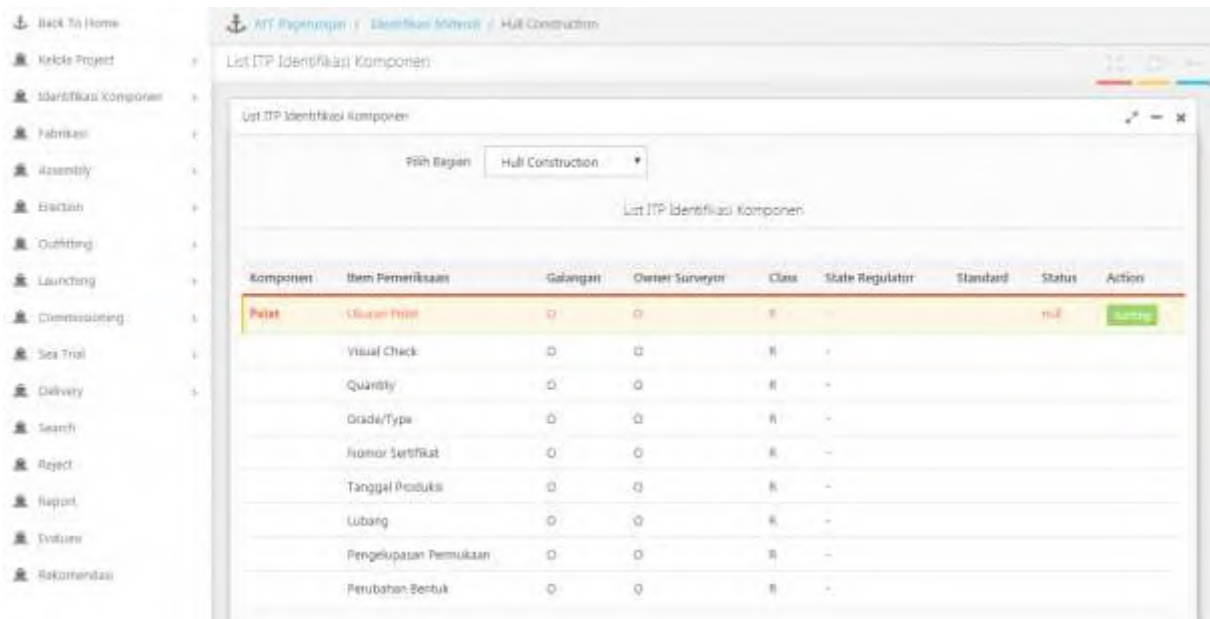 Back To Home
Kelola Project
Identifikasi Komponen
Fabrikasi
Assembly
Erection
Outfitting
Launching
Commissioning
Sea Trial
Delivery
Search
Reject
Report
Evaluasi
Rekomendasi
/ Identifikasi Material / Hull Construction
List ITP Identifikasi Komponen
List ITP Identifikasi Komponen
Pilih Bagian Hull Construction
List ITP Identifikasi Komponen
Komponen Item Pemeriksaan Galangan Owner Surveyor Class State Regulator Standard Status Action
Pelat Ukuran Pelat O O R - null
Visual Check O O R -
Quantity O O R -
Grade/Type O O R -
Nomor Sertifikat O O R -
Tanggal Produksi O O R -
Lubang O O R -
Pengelupasan Permukaan O O R -
Perubahan Bentuk O O R -